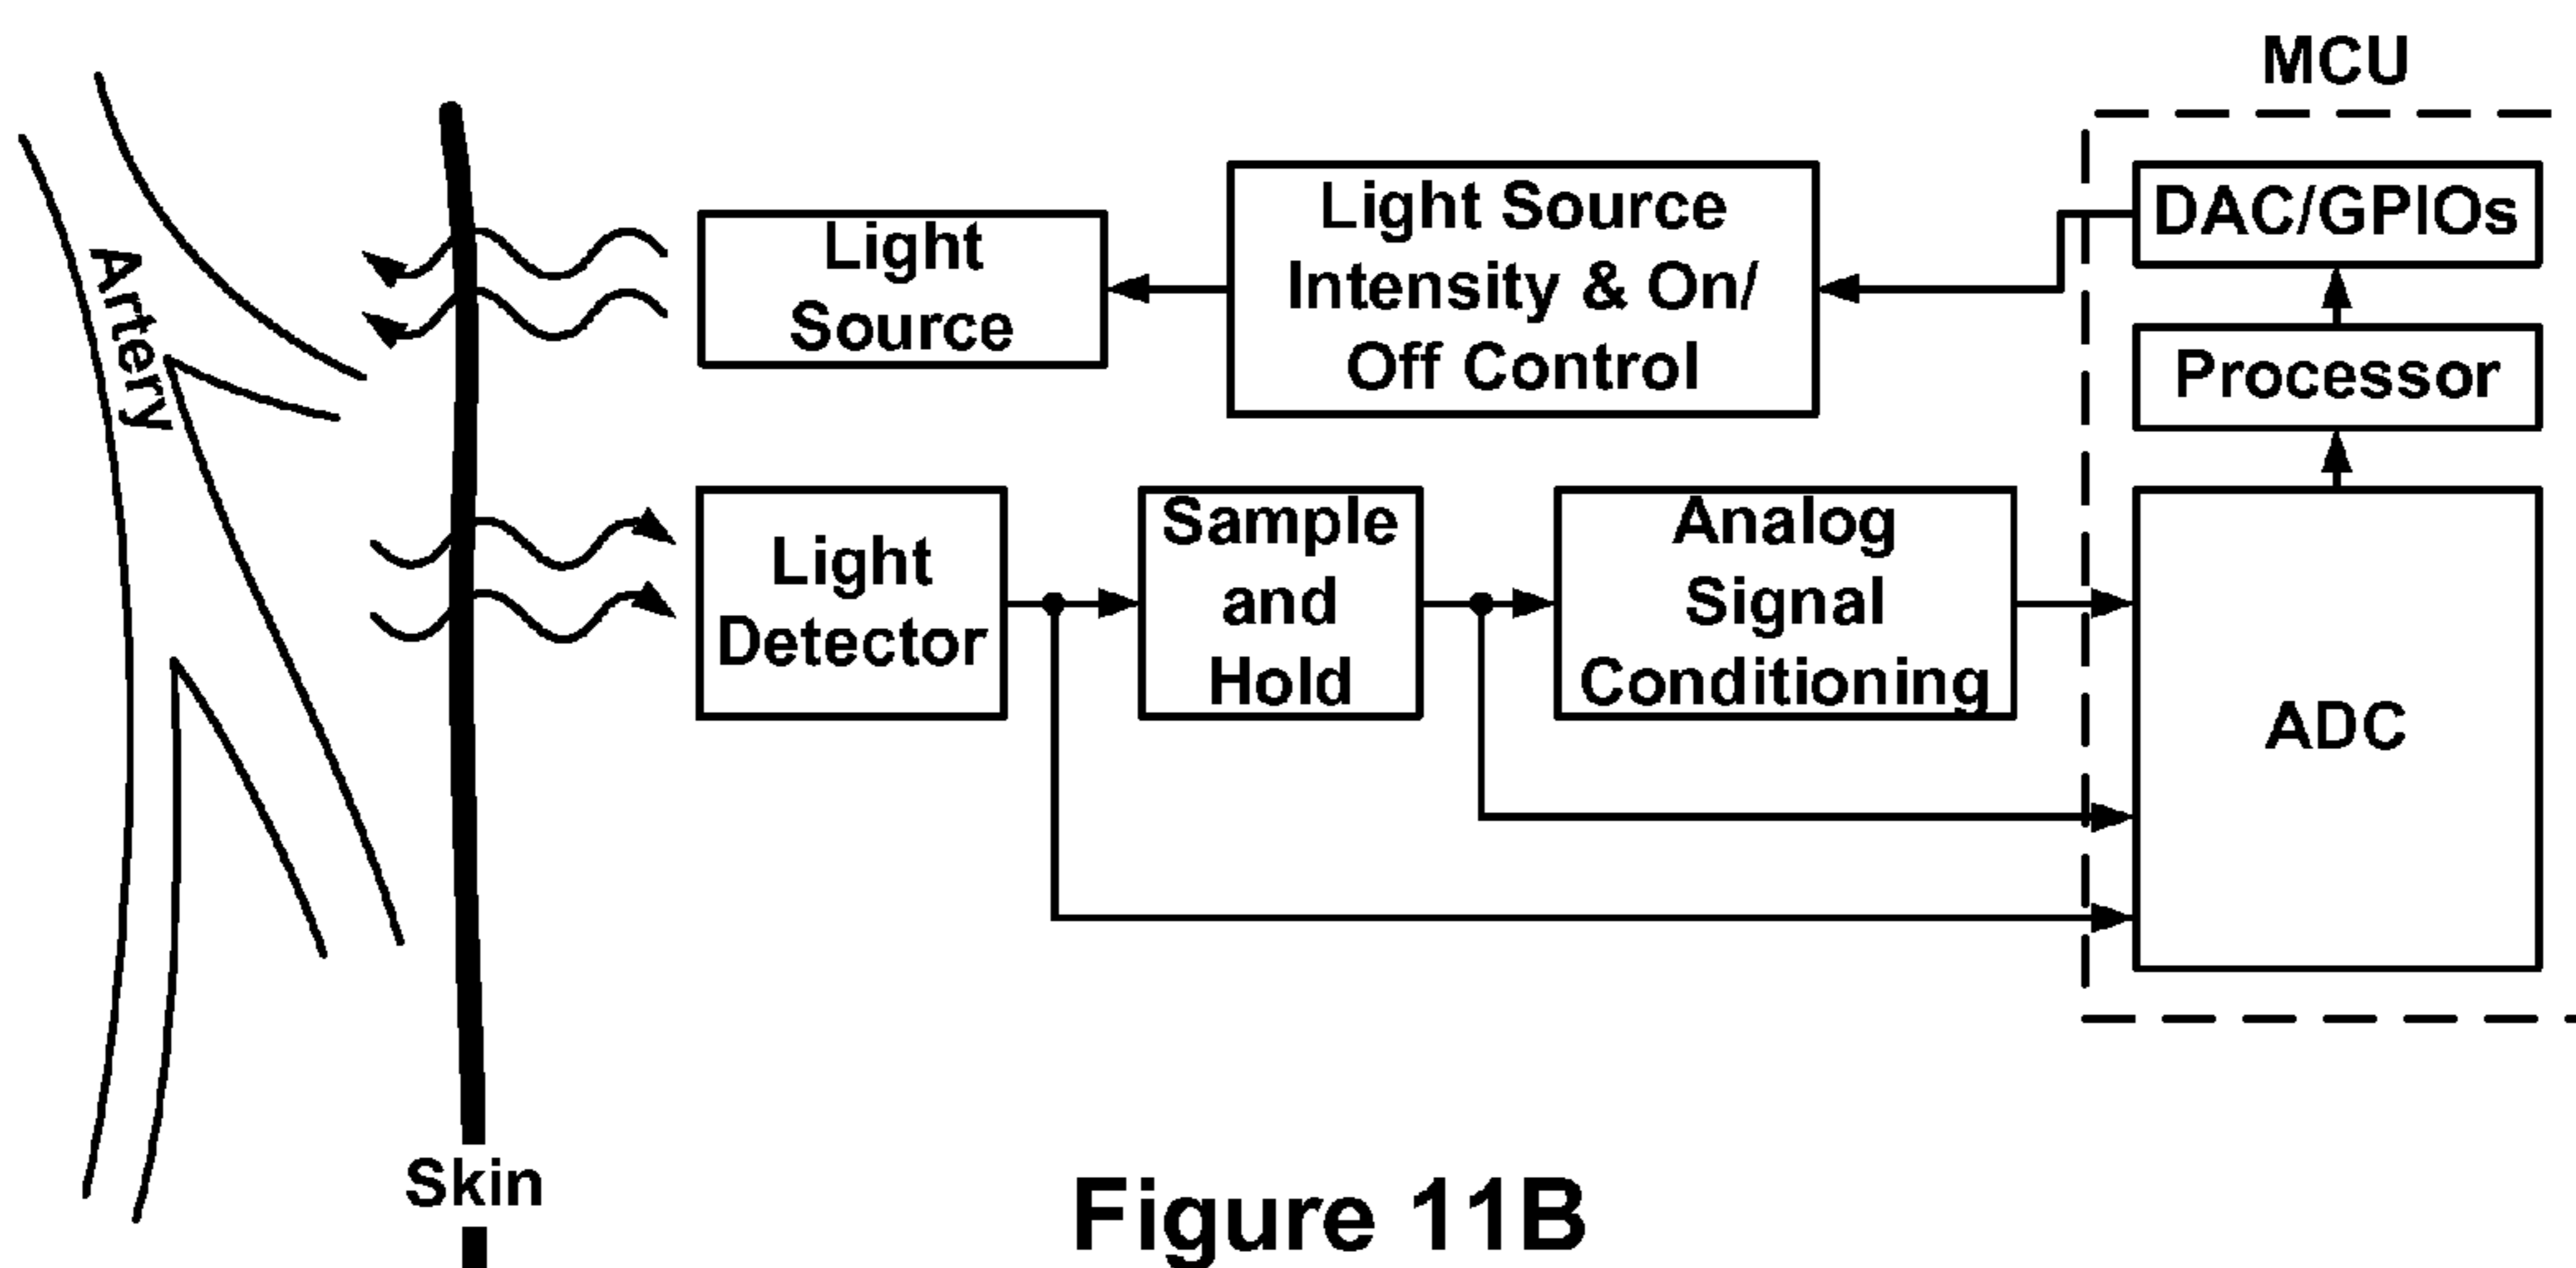 MCU
Light Source
Intensity & On/
Off Control
DAC/GPIOs
Light
Source
Artery
Processor
Light
Detector
Sample
and
Hold
Analog
Signal
Conditioning
ADC
Skin
Figure 11B